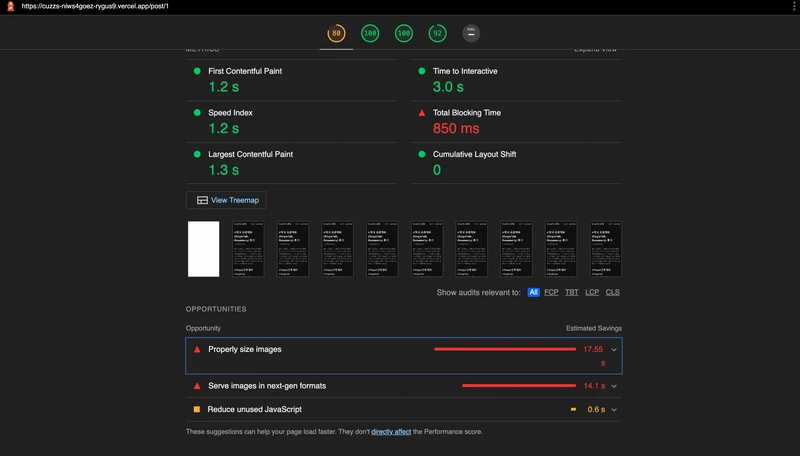 https://cuzzs-niws4goez-rygus9.vercel.app/post/1
80 100 100 92
METRICS Expand view
First Contentful Paint
1.2 s
Time to Interactive
3.0 s
Speed Index
1.2 s
Total Blocking Time
850 ms
Largest Contentful Paint
1.3 s
Cumulative Layout Shift
0
View Treemap
Show audits relevant to: All FCP TBT LCP CLS
OPPORTUNITIES
Opportunity Estimated Savings
Properly size images 17.55
s
Serve images in next-gen formats 14.1 s
Reduce unused JavaScript 0.6 s
These suggestions can help your page load faster. They don't directly affect the Performance score.